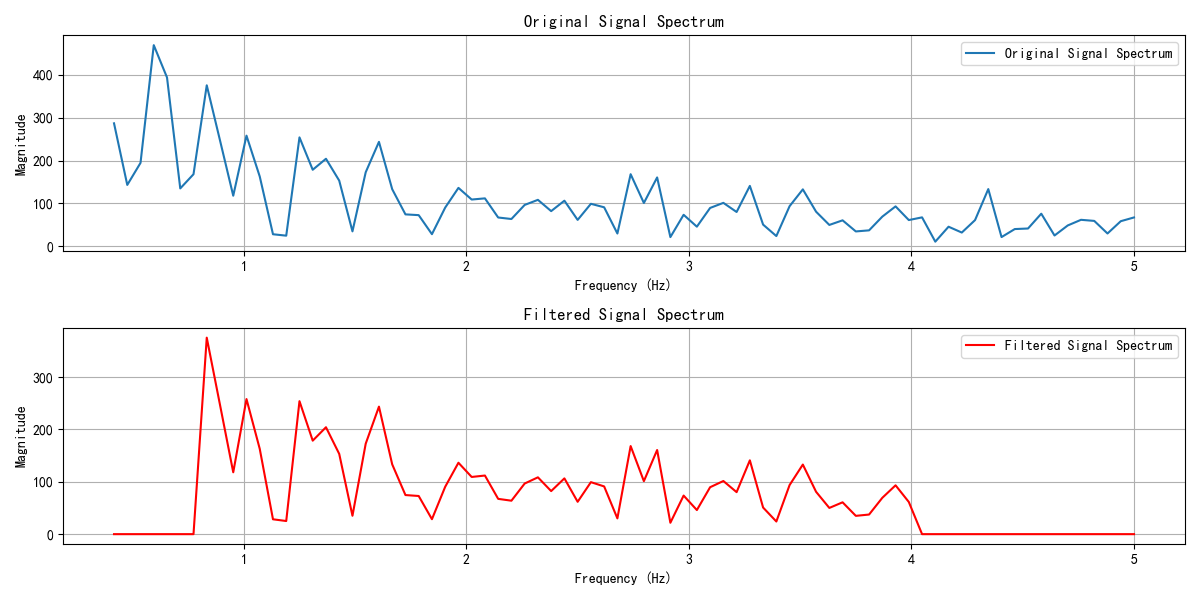 Original Signal Spectrum
Original Signal Spectrum
Magnitude
400
300
200
100
0
1 2 3 4 5
Frequency (Hz)
Filtered Signal Spectrum
Filtered Signal Spectrum
Magnitude
300
200
100
0
1 2 3 4 5
Frequency (Hz)